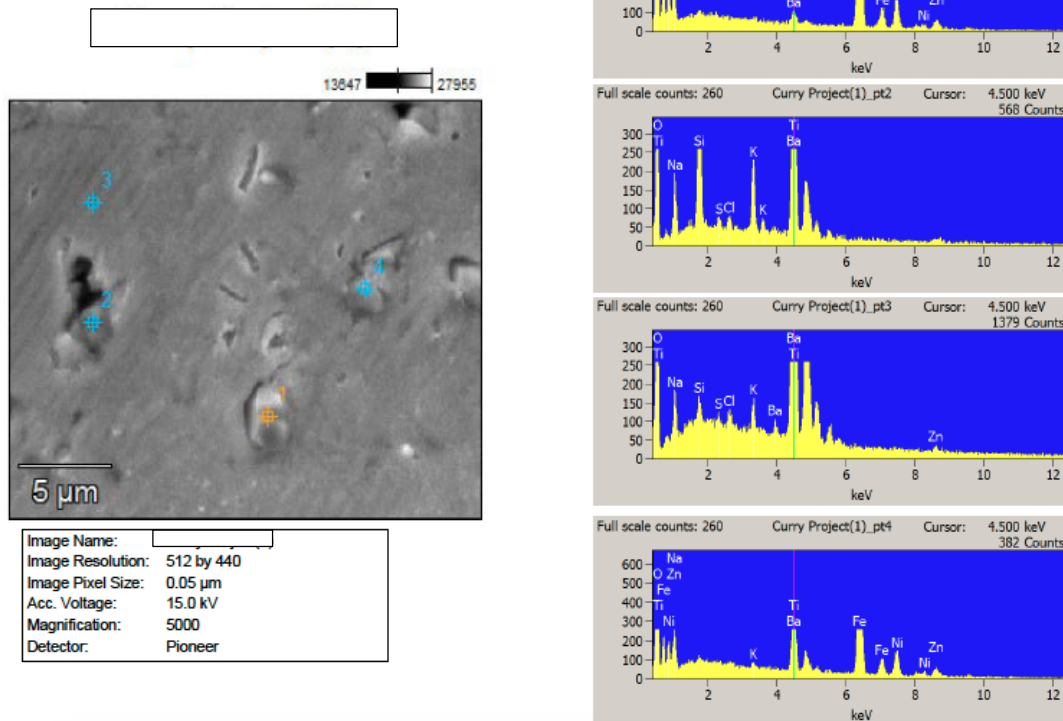 13647 27955
3
4
2
1
5 µm
Image Name:
Image Resolution: 512 by 440
Image Pixel Size: 0.05 µm
Acc. Voltage: 15.0 kV
Magnification: 5000
Detector: Pioneer
Ba Fe Ni Zn
100
0
2 4 6 8 10 12
keV
Full scale counts: 260 Curry Project(1)_pt2 Cursor: 4.500 keV
568 Counts
O Ti
Ti Na Si K Ba
S Cl K
300
250
200
150
100
50
0
2 4 6 8 10 12
keV
Full scale counts: 260 Curry Project(1)_pt3 Cursor: 4.500 keV
1379 Counts
O Ba
Ti Na Si S Cl K Ba Ti Zn
300
250
200
150
100
50
0
2 4 6 8 10 12
keV
Full scale counts: 260 Curry Project(1)_pt4 Cursor: 4.500 keV
382 Counts
Na
O Zn
Fe
Ti Ti
Ni K Ba Fe Fe Ni Ni Zn
600
500
400
300
200
100
0
2 4 6 8 10 12
keV